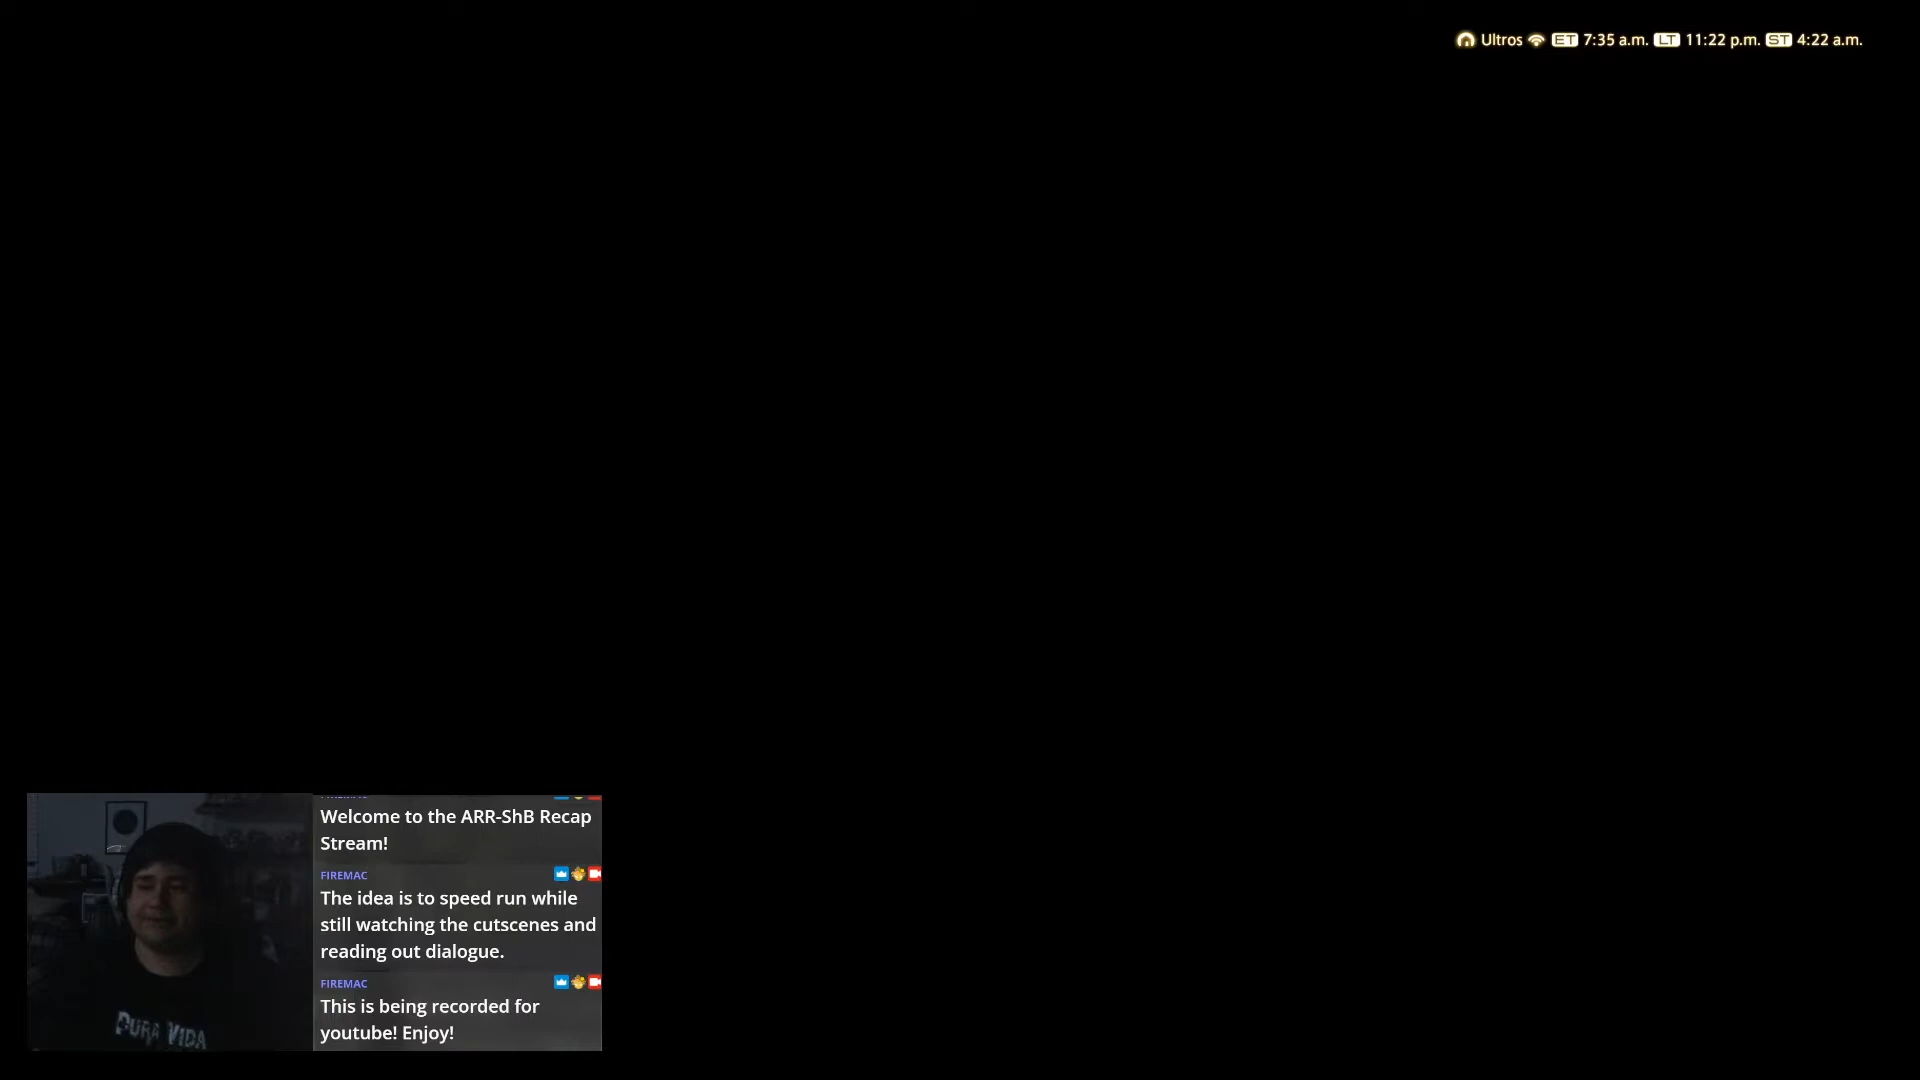 Ultros ET 7:35 a.m. LT 11:22 p.m. ST 4:22 a.m.
Welcome to the ARR-ShB Recap
Stream!
FIREMAC
The idea is to speed run while
still watching the cutscenes and
reading out dialogue.
FIREMAC
This is being recorded for
youtube! Enjoy!
PURA VIDA